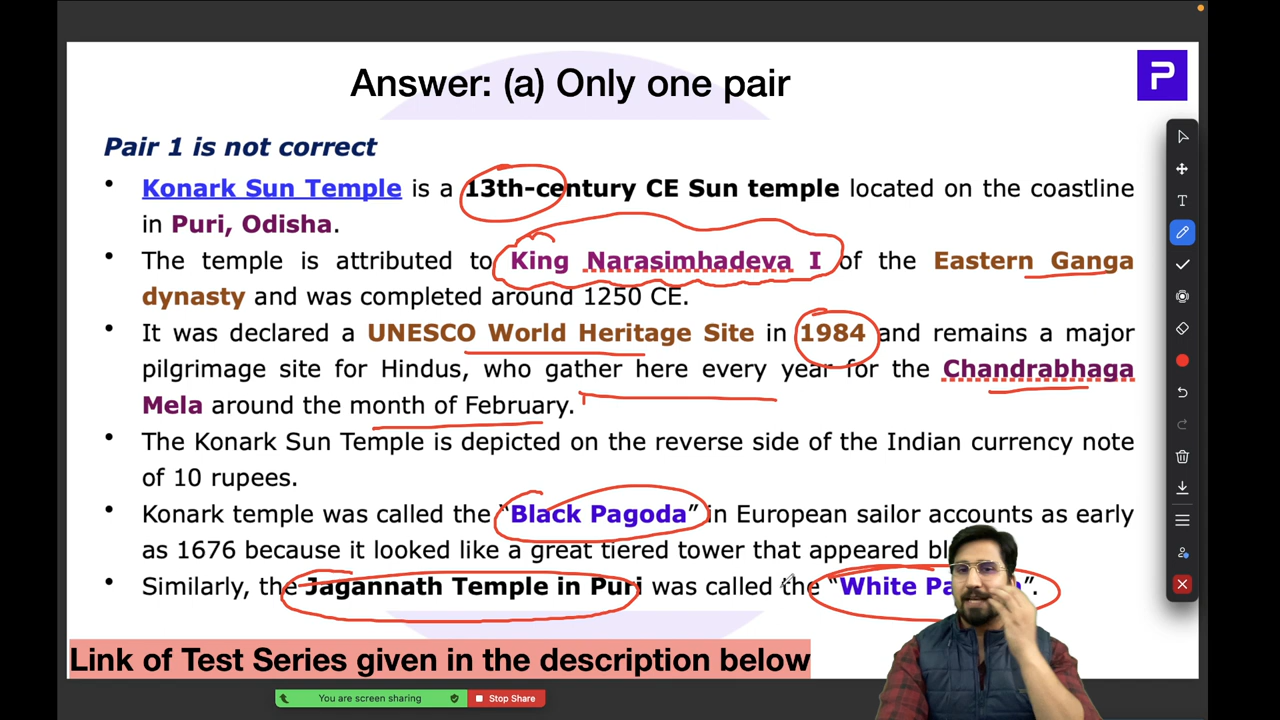 Answer: (a) Only one pair
P
Pair 1 is not correct
• Konark Sun Temple is a 13th-century CE Sun temple located on the coastline
in Puri, Odisha.
• The temple is attributed to King Narasimhadeva I of the Eastern Ganga
dynasty and was completed around 1250 CE.
• It was declared a UNESCO World Heritage Site in 1984 and remains a major
pilgrimage site for Hindus, who gather here every year for the Chandrabhaga
Mela around the month of February.
• The Konark Sun Temple is depicted on the reverse side of the Indian currency note
of 10 rupees.
• Konark temple was called the “Black Pagoda” in European sailor accounts as early
as 1676 because it looked like a great tiered tower that appeared
• Similarly, the Jagannath Temple in Puri was called the “White
Link of Test Series given in the description below
You are screen sharing
Stop Share
T